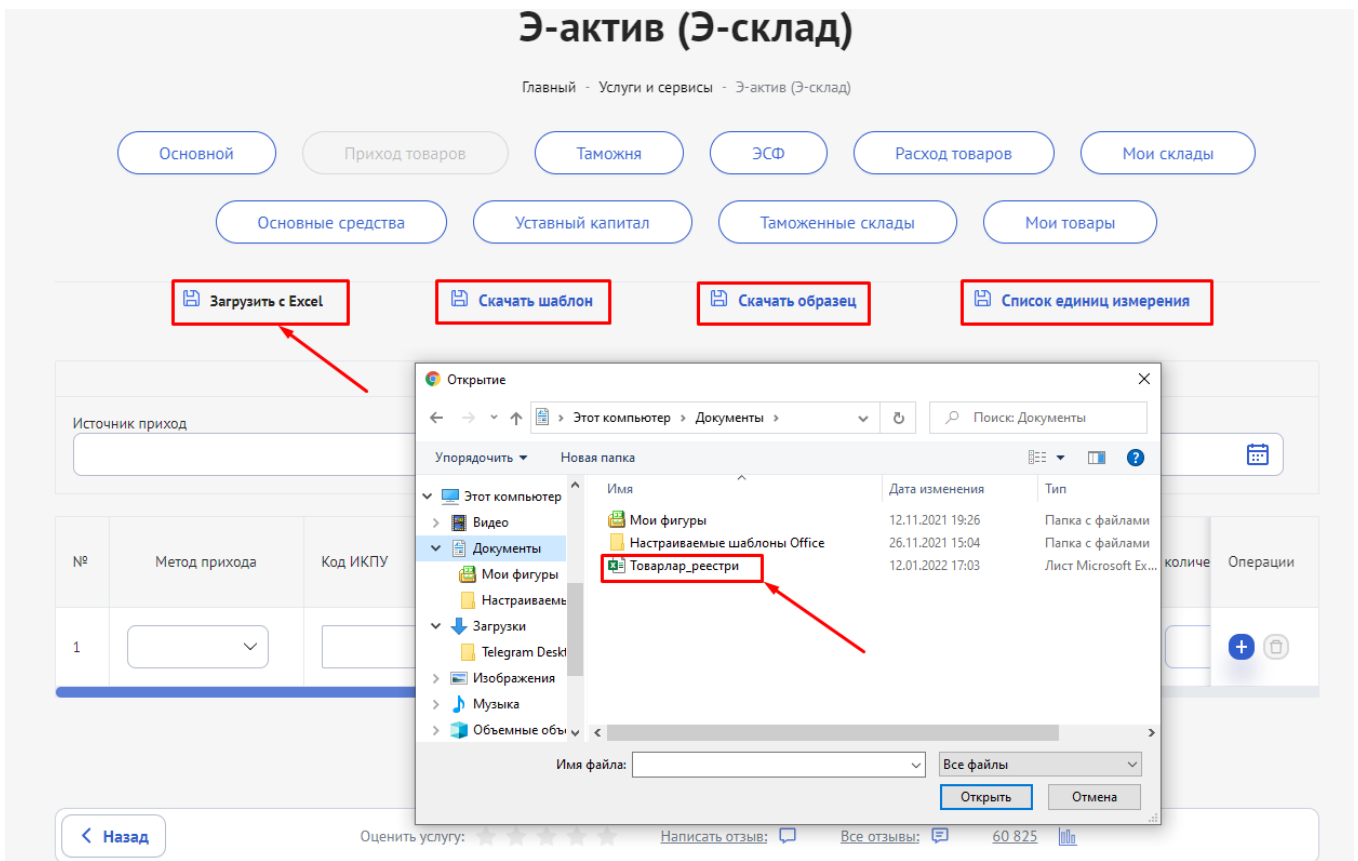 Э-актив (Э-склад)
Главный - Услуги и сервисы - Э-актив (Э-склад)
Основной
Приход товаров
Таможня
ЭСФ
Расход товаров
Мои склады
Основные средства
Уставный капитал
Таможенные склады
Мои товары
Загрузить с Excel
Скачать шаблон
Скачать образец
Список единиц измерения
Источник приход
№
Метод прихода
Код ИКПУ
количе
Операции
1
Открытие
Этот компьютер > Документы >
Поиск: Документы
Упорядочить
Новая папка
Этот компьютер
Видео
Документы
Мои фигуры
Настраиваемь
Загрузки
Telegram Deskt
Изображения
Музыка
Объемные объ
Имя
Дата изменения
Тип
Мои фигуры
12.11.2021 19:26
Папка с файлами
Настраиваемые шаблоны Office
26.11.2021 15:04
Папка с файлами
Товарлар_реестри
12.01.2022 17:03
Лист Microsoft Ex...
Имя файла:
Все файлы
Открыть
Отмена
Назад
Оценить услугу:
Написать отзыв:
Все отзывы:
60 825